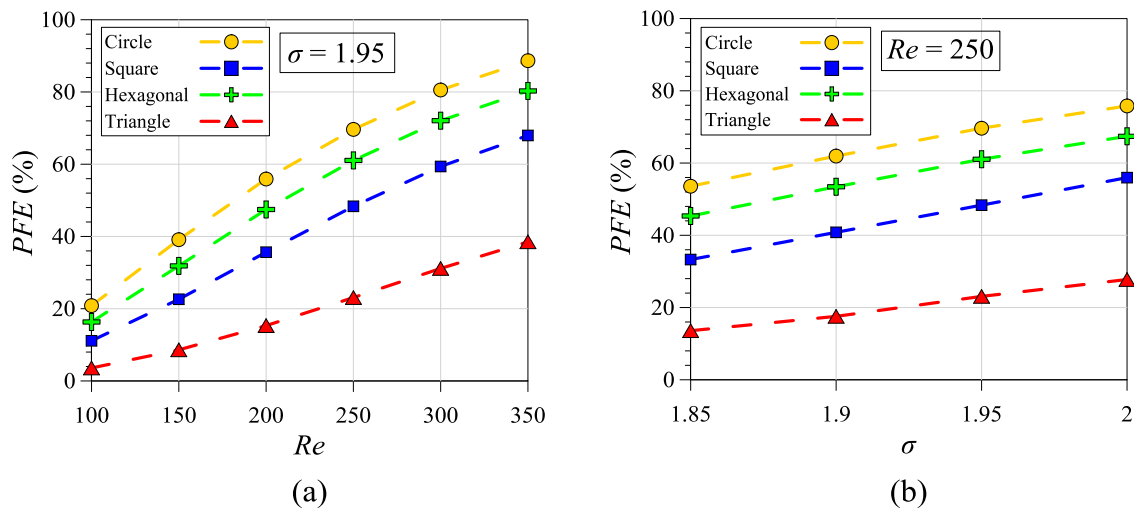 100
80
60
40
20
0
PFE (%)
Circle
Square
Hexagonal
Triangle
σ = 1.95
100 150 200 250 300 350
Re
(a)
100
80
60
40
20
0
PFE (%)
Circle
Square
Hexagonal
Triangle
Re = 250
1.85 1.9 1.95 2
σ
(b)